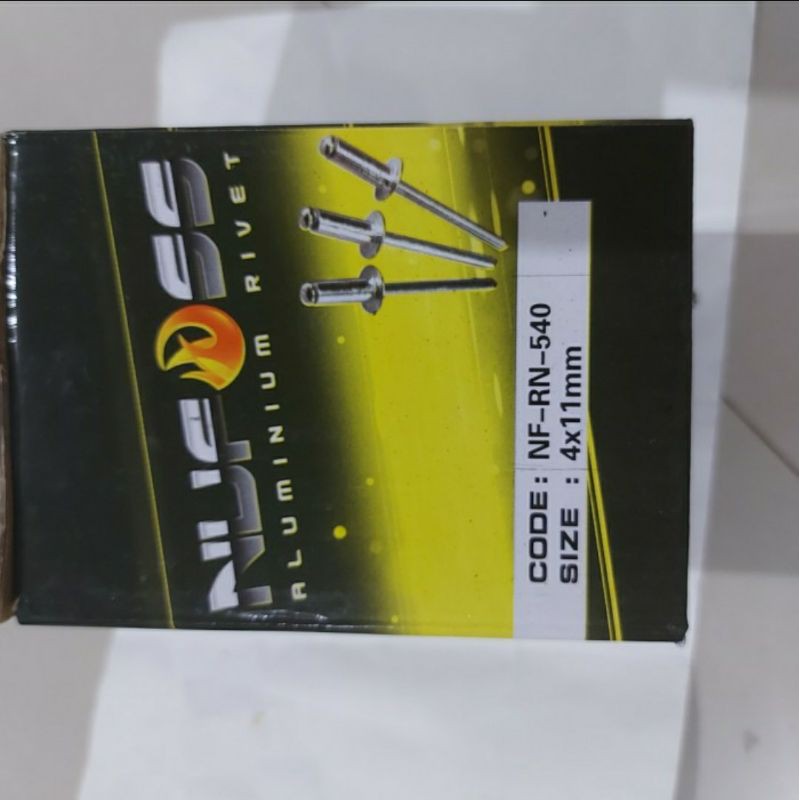 NUFOSS
ALUMINIUM RIVET
CODE : NF-RN-540
SIZE : 4x11mm